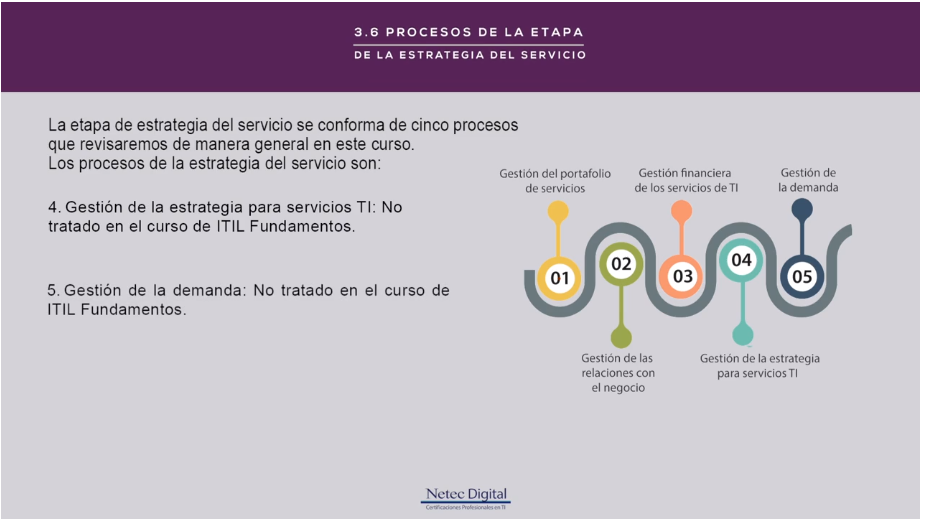 3.6 PROCESOS DE LA ETAPA
DE LA ESTRATEGIA DEL SERVICIO
La etapa de estrategia del servicio se conforma de cinco procesos
que revisaremos de manera general en este curso.
Los procesos de la estrategia del servicio son:
4. Gestión de la estrategia para servicios TI: No
tratado en el curso de ITIL Fundamentos.
5. Gestión de la demanda: No tratado en el curso de
ITIL Fundamentos.
Gestión del portafolio
de servicios
Gestión financiera
de los servicios de TI
Gestión de
la demanda
01
02
03
04
05
Gestión de las
relaciones con
el negocio
Gestión de la estrategia
para servicios TI
Netec Digital
Certificaciones Profesionales en TI